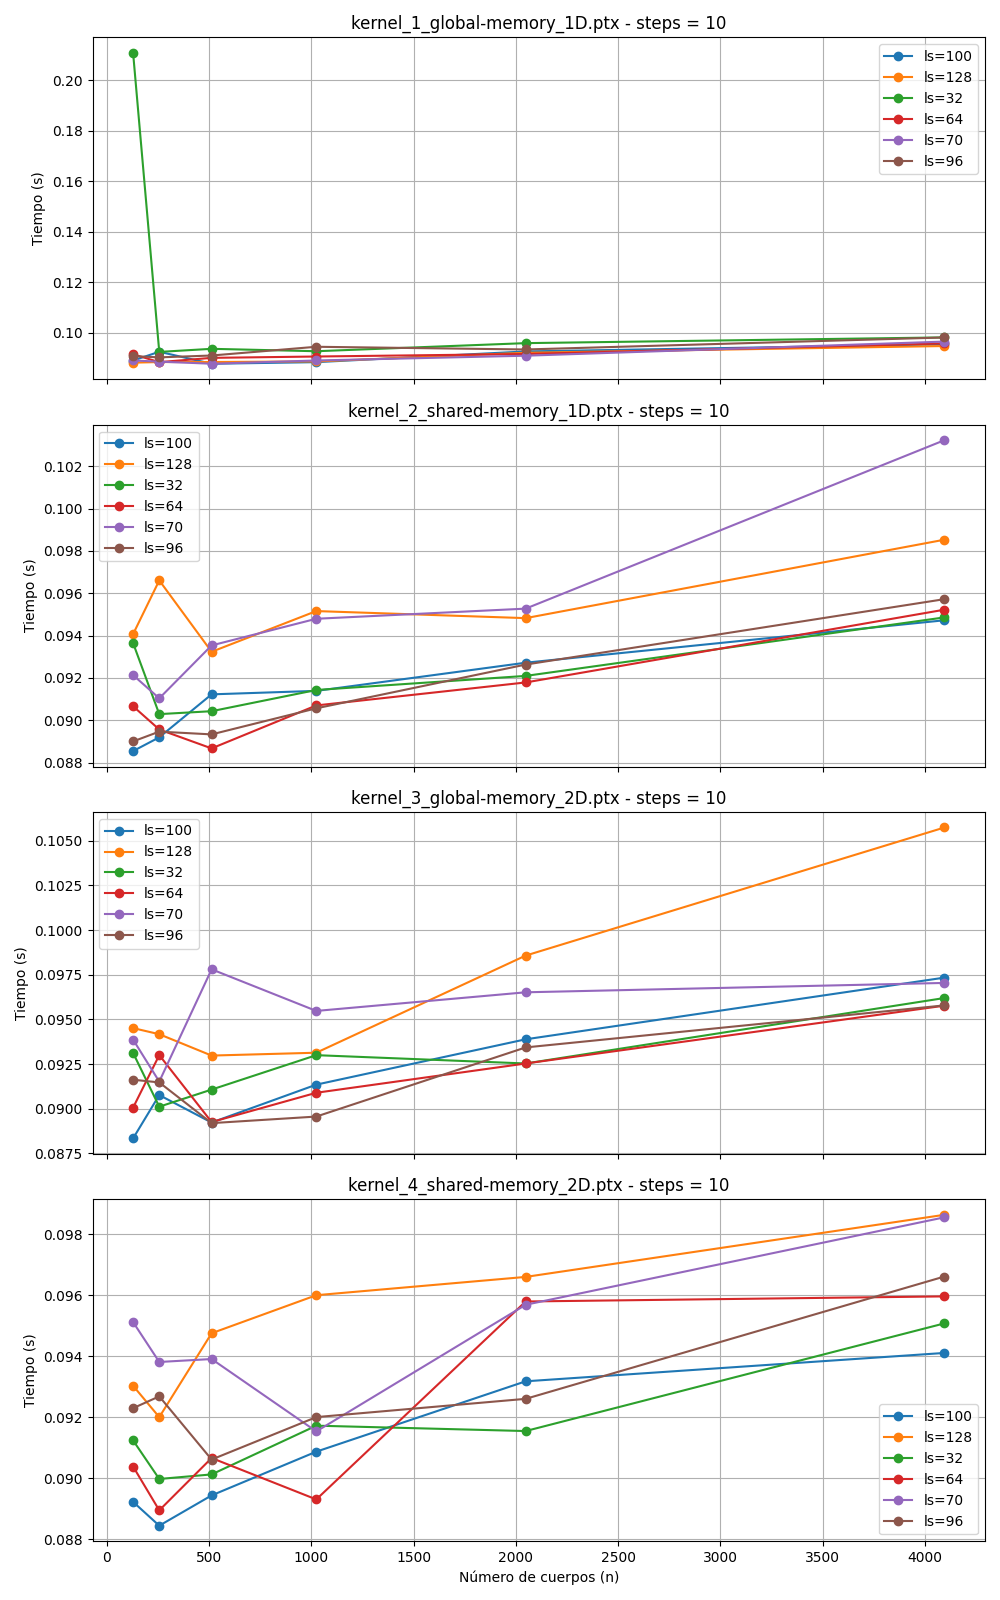 kernel_1_global-memory_1D.ptx - steps = 10
0.20
0.18
0.16
0.14
0.12
0.10
Tiempo (s)
ls=100
ls=128
ls=32
ls=64
ls=70
ls=96
kernel_2_shared-memory_1D.ptx - steps = 10
0.102
0.100
0.098
0.096
0.094
0.092
0.090
0.088
Tiempo (s)
ls=100
ls=128
ls=32
ls=64
ls=70
ls=96
kernel_3_global-memory_2D.ptx - steps = 10
0.1050
0.1025
0.1000
0.0975
0.0950
0.0925
0.0900
0.0875
Tiempo (s)
ls=100
ls=128
ls=32
ls=64
ls=70
ls=96
kernel_4_shared-memory_2D.ptx - steps = 10
0.098
0.096
0.094
0.092
0.090
0.088
Tiempo (s)
ls=100
ls=128
ls=32
ls=64
ls=70
ls=96
0 500 1000 1500 2000 2500 3000 3500 4000
Número de cuerpos (n)